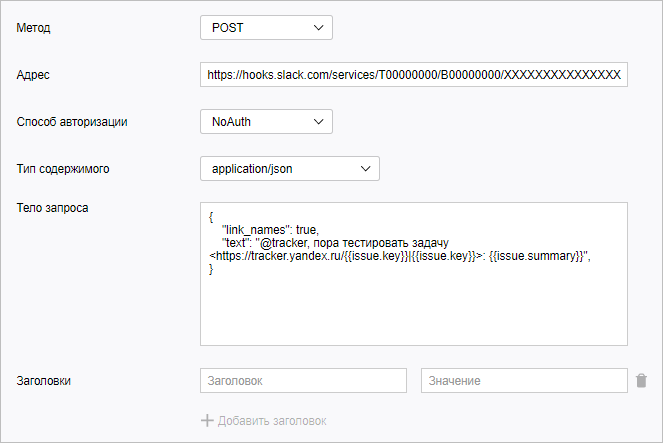 Метод POST
Адрес https://hooks.slack.com/services/T00000000/B00000000/XXXXXXXXXXXXXXX
Способ авторизации NoAuth
Тип содержимого application/json
Тело запроса
{
"link_names": true,
"text": "@tracker, пора тестировать задачу
<https://tracker.yandex.ru/{{issue.key}}|{{issue.key}}>: {{issue.summary}}",
}
Заголовки Заголовок Значение
Добавить заголовок